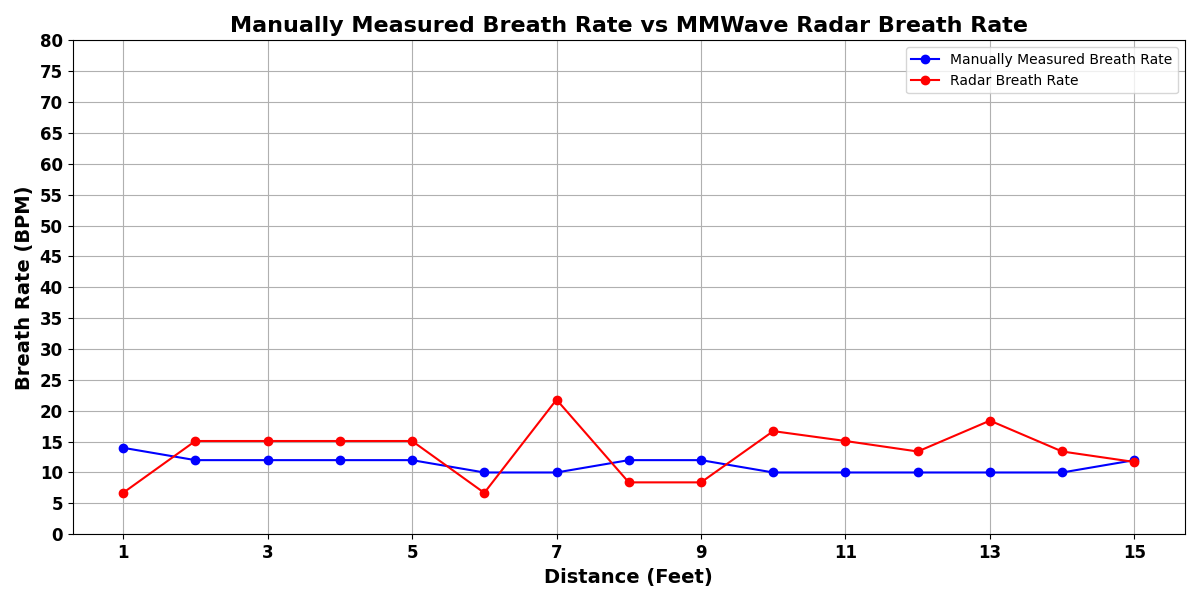 Manually Measured Breath Rate vs MMWave Radar Breath Rate
Manually Measured Breath Rate
Radar Breath Rate
Breath Rate (BPM)
80
75
70
65
60
55
50
45
40
35
30
25
20
15
10
5
0
1 3 5 7 9 11 13 15
Distance (Feet)